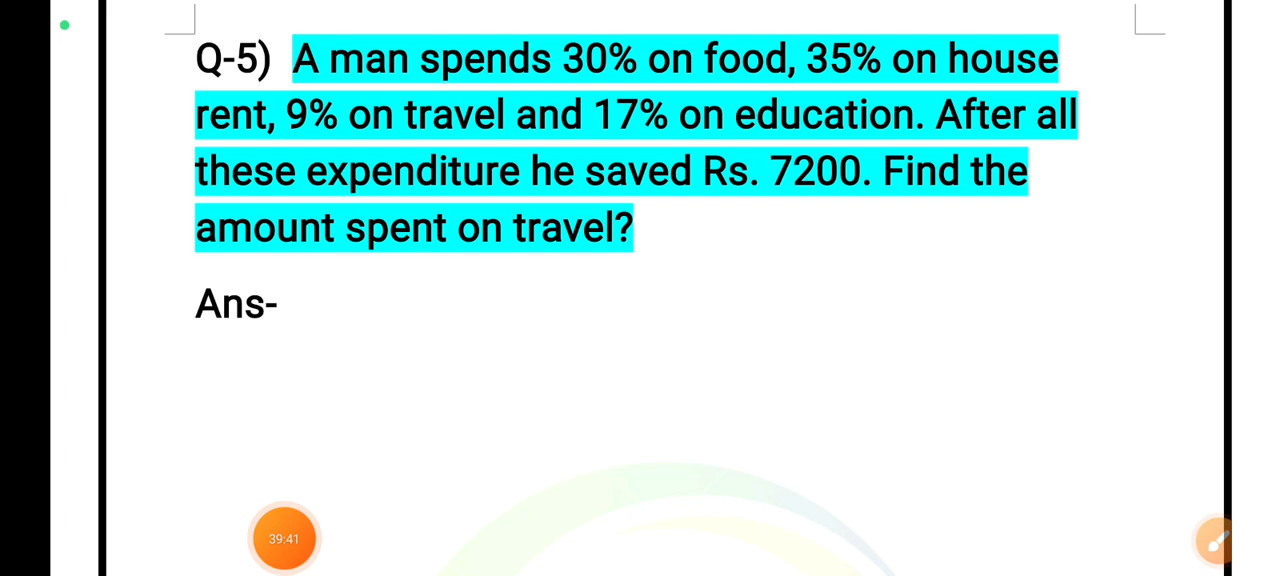 Q-5) A man spends 30% on food, 35% on house
rent, 9% on travel and 17% on education. After all
these expenditure he saved Rs. 7200. Find the
amount spent on travel?
Ans-
39:41